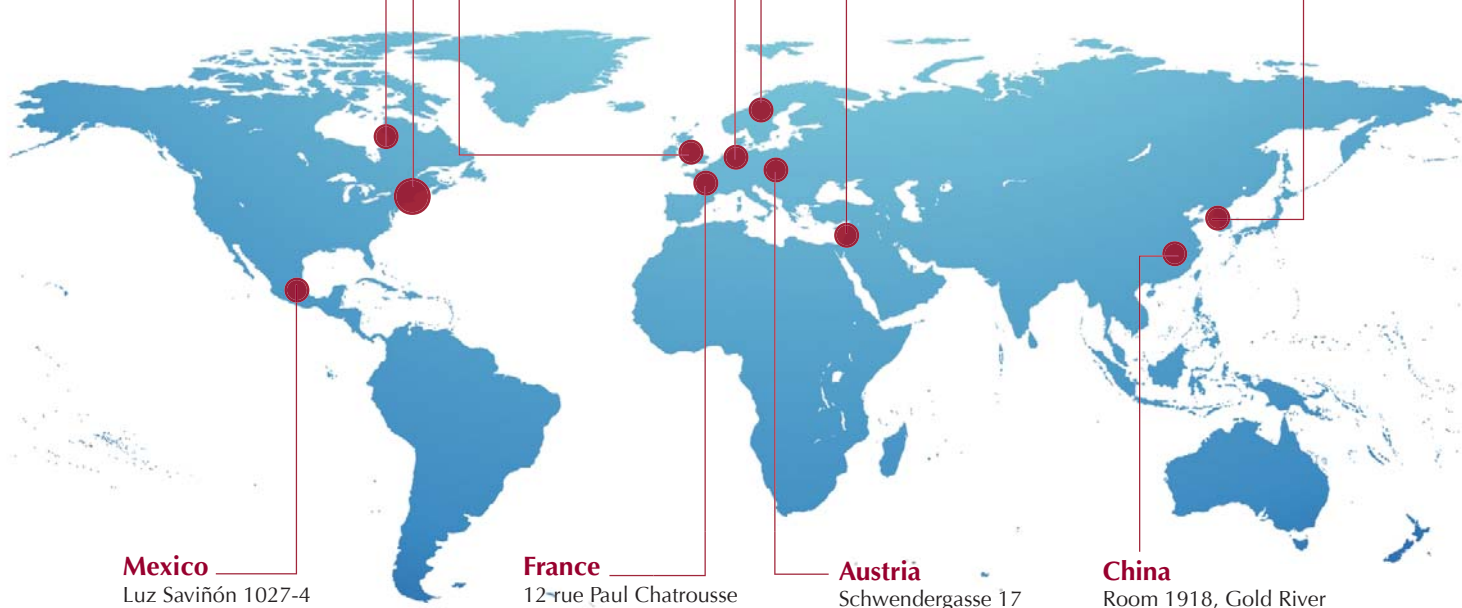 Mexico
Luz Saviñón 1027-4
France
12 rue Paul Chatrousse
Austria
Schwendergasse 17
China
Room 1918, Gold River